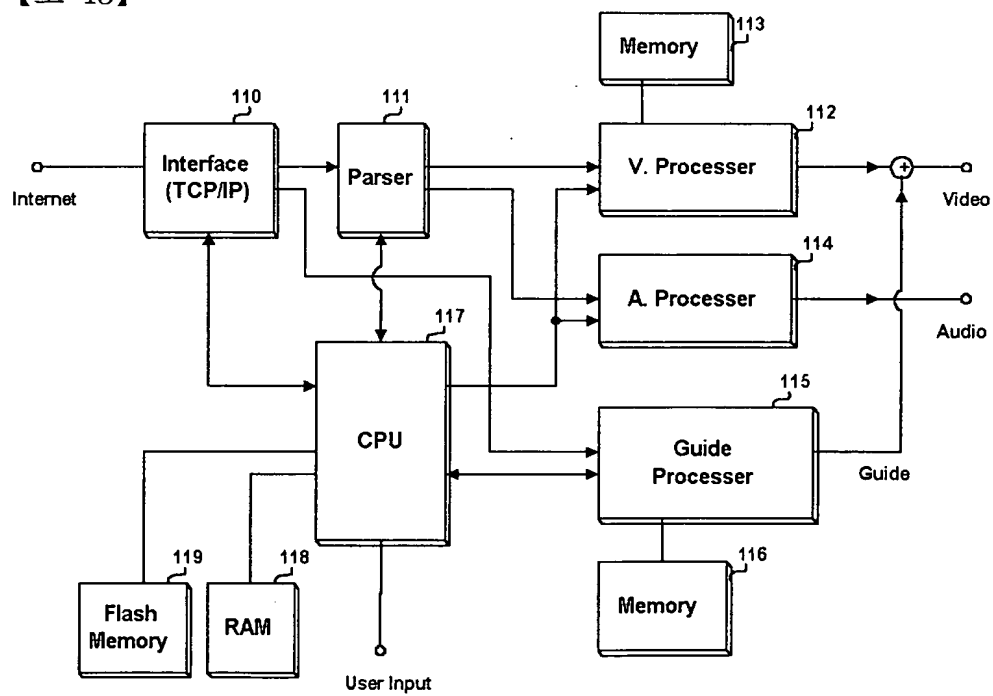 Memory
113
110
111
112
Interface
(TCP/IP)
Parser
V. Processer
+
Internet
Video
114
A. Processer
117
Audio
115
CPU
Guide
Processer
Guide
119
118
116
Flash
Memory
RAM
Memory
User Input